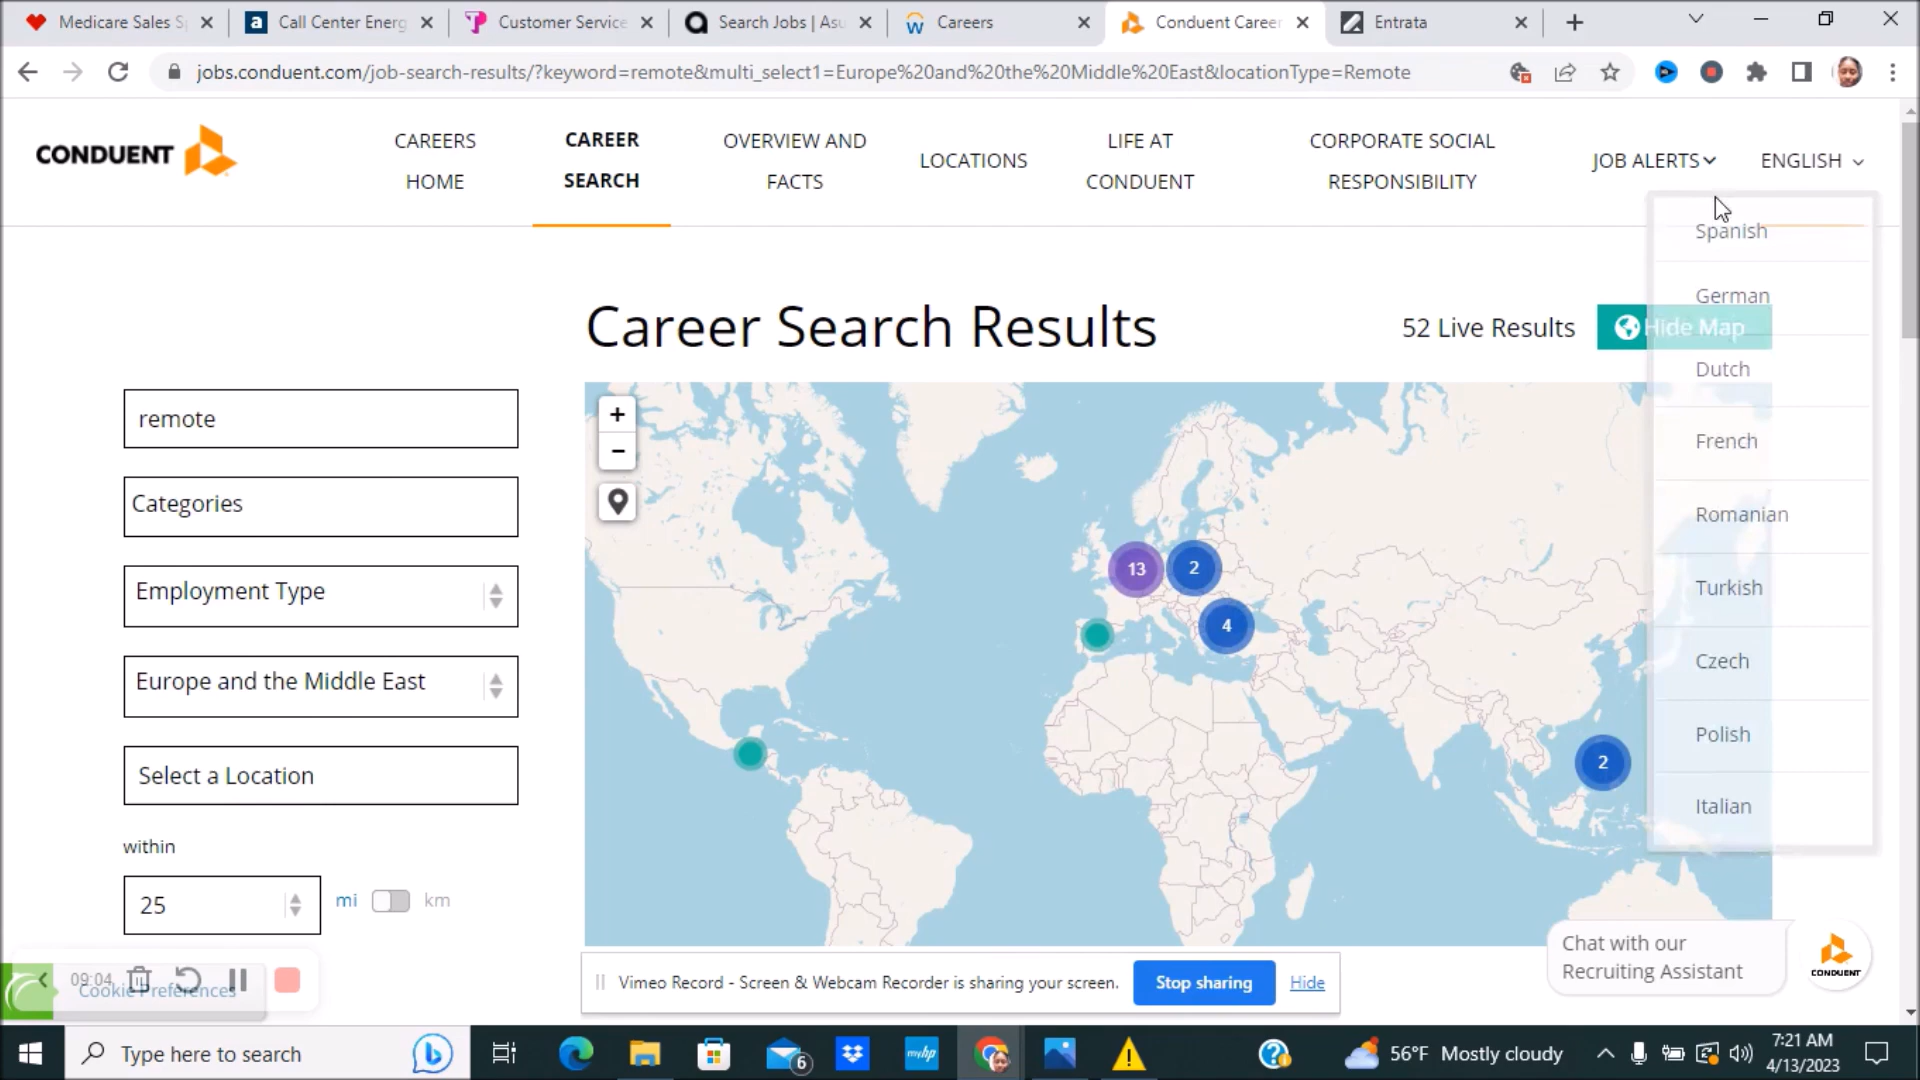 Medicare Sales Sp
Call Center Energ
Customer Service
Search Jobs | Asu
Careers
Conduent Career
Entrata
jobs.conduent.com/job-search-results/?keyword=remote&multi_select1=Europe%20and%20the%20Middle%20East&locationType=Remote
CONDUENT
CAREERS HOME
CAREER SEARCH
OVERVIEW AND FACTS
LOCATIONS
LIFE AT CONDUENT
CORPORATE SOCIAL RESPONSIBILITY
JOB ALERTS
ENGLISH
Spanish
German
Dutch
French
Romanian
Turkish
Czech
Polish
Italian
Career Search Results
52 Live Results
Hide Map
remote
Categories
Employment Type
Europe and the Middle East
Select a Location
within
25
mi
km
+
−
13
2
4
2
Chat with our
Recruiting Assistant
CONDUENT
09:04
Cookie Preferences
Vimeo Record - Screen & Webcam Recorder is sharing your screen.
Stop sharing
Hide
Type here to search
6
myhp
56°F Mostly cloudy
7:21 AM
4/13/2023